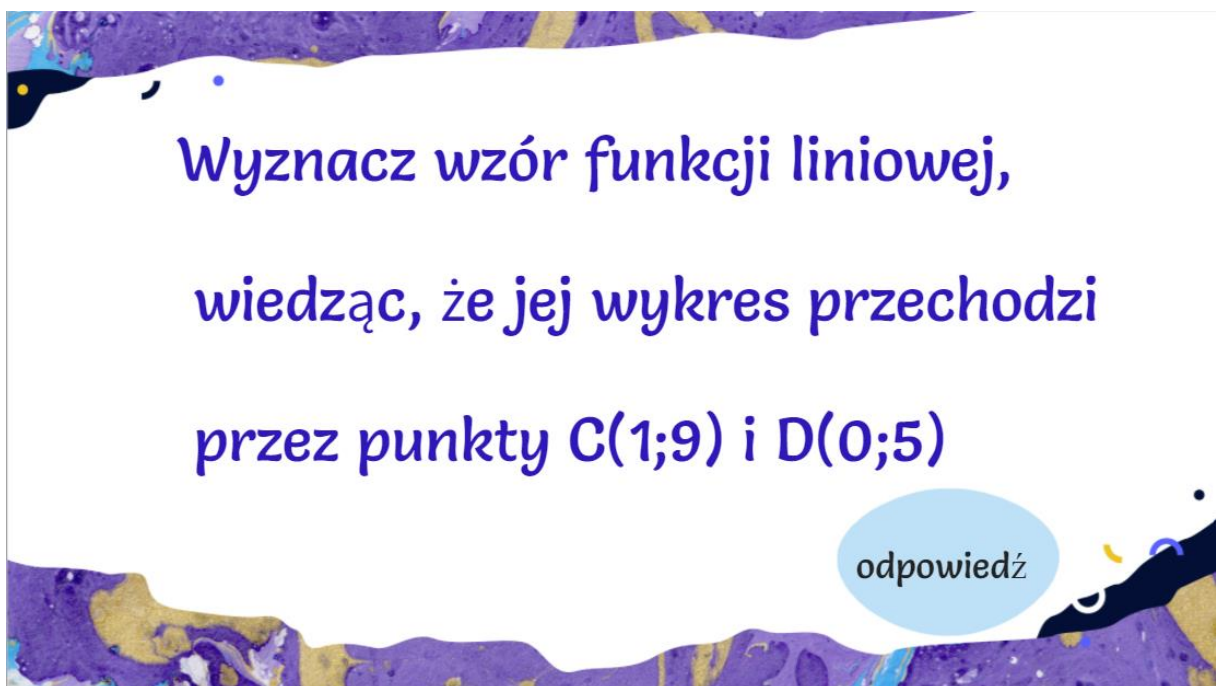 Wyznacz wzór funkcji liniowej,
wiedząc, że jej wykres przechodzi
przez punkty C(1;9) i D(0;5)
odpowiedź